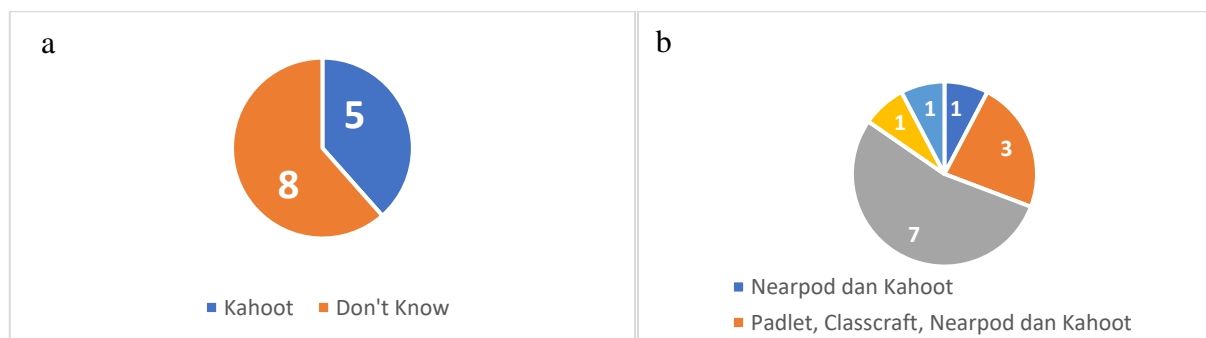 a
5
8
Kahoot Don't Know
b
1 1
1
3
7
Nearpod dan Kahoot
Padlet, Classcraft, Nearpod dan Kahoot